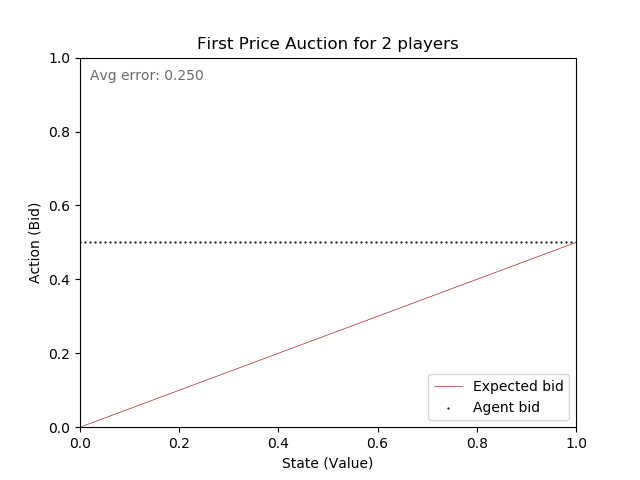 First Price Auction for 2 players
Avg error: 0.250
1.0
0.8
0.6
0.4
0.2
0.0
Action (Bid)
Expected bid
Agent bid
0.0 0.2 0.4 0.6 0.8 1.0
State (Value)